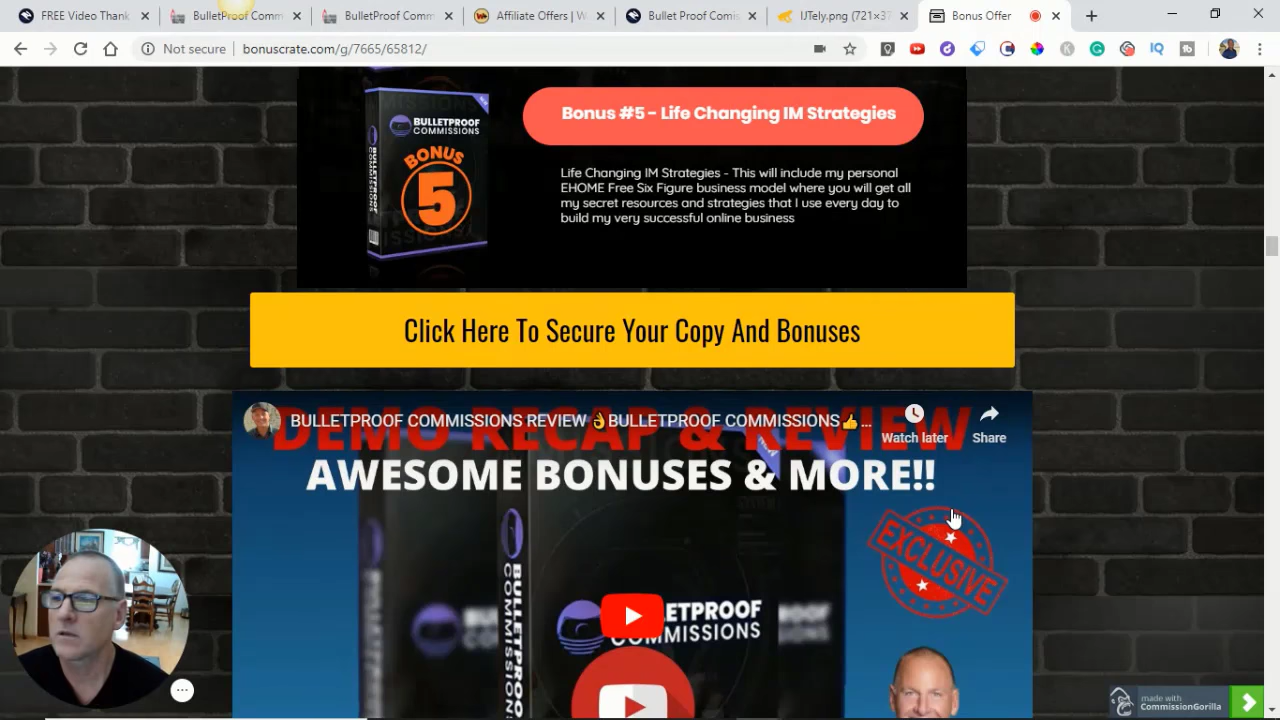 FREE Video Thank
BulletProof Comm
BulletProof Comm
Affiliate Offers | W
Bullet Proof Comis
IJTely.png (721×37
Bonus Offer
Not secure
bonuscrate.com/g/7665/65812/
BULLETPROOF
COMMISSIONS
BONUS
5
Bonus #5 - Life Changing IM Strategies
Life Changing IM Strategies - This will include my personal
EHOME Free Six Figure business model where you will get all
my secret resources and strategies that I use every day to
build my very successful online business
Click Here To Secure Your Copy And Bonuses
BULLETPROOF COMMISSIONS REVIEW 👌BULLETPROOF COMMISSIONS👍...
Watch later
Share
DEMO RECAP & REVIEW
AWESOME BONUSES & MORE!!
EXCLUSIVE
BULLETPROOF
COMMISSIONS
made with
CommissionGorilla